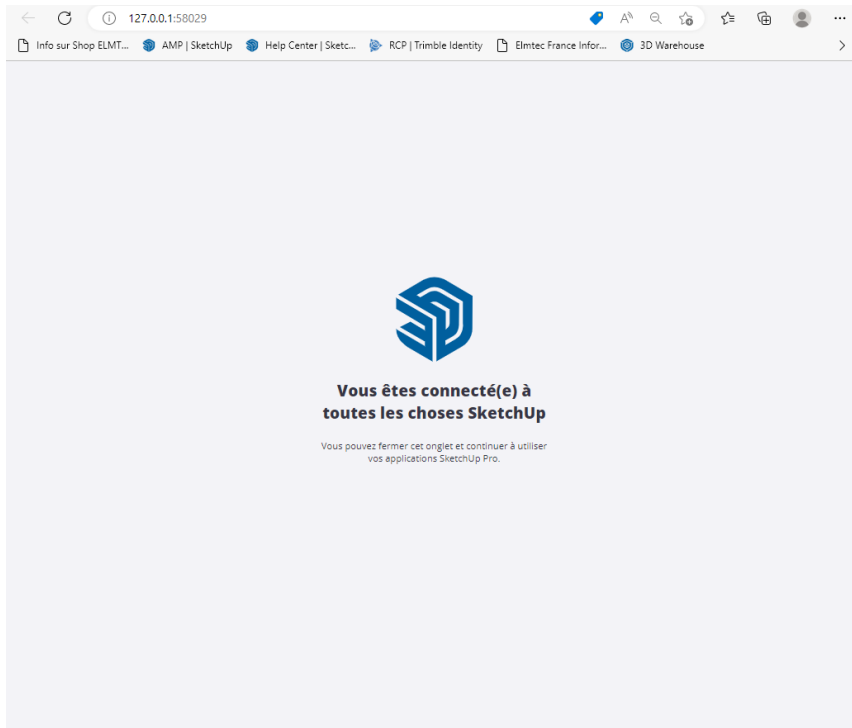 127.0.0.1:58029
Info sur Shop ELMT... AMP | SketchUp Help Center | Sketc... RCP | Trimble Identity Elmtec France Infor... 3D Warehouse
Vous êtes connecté(e) à
toutes les choses SketchUp
Vous pouvez fermer cet onglet et continuer à utiliser
vos applications SketchUp Pro.